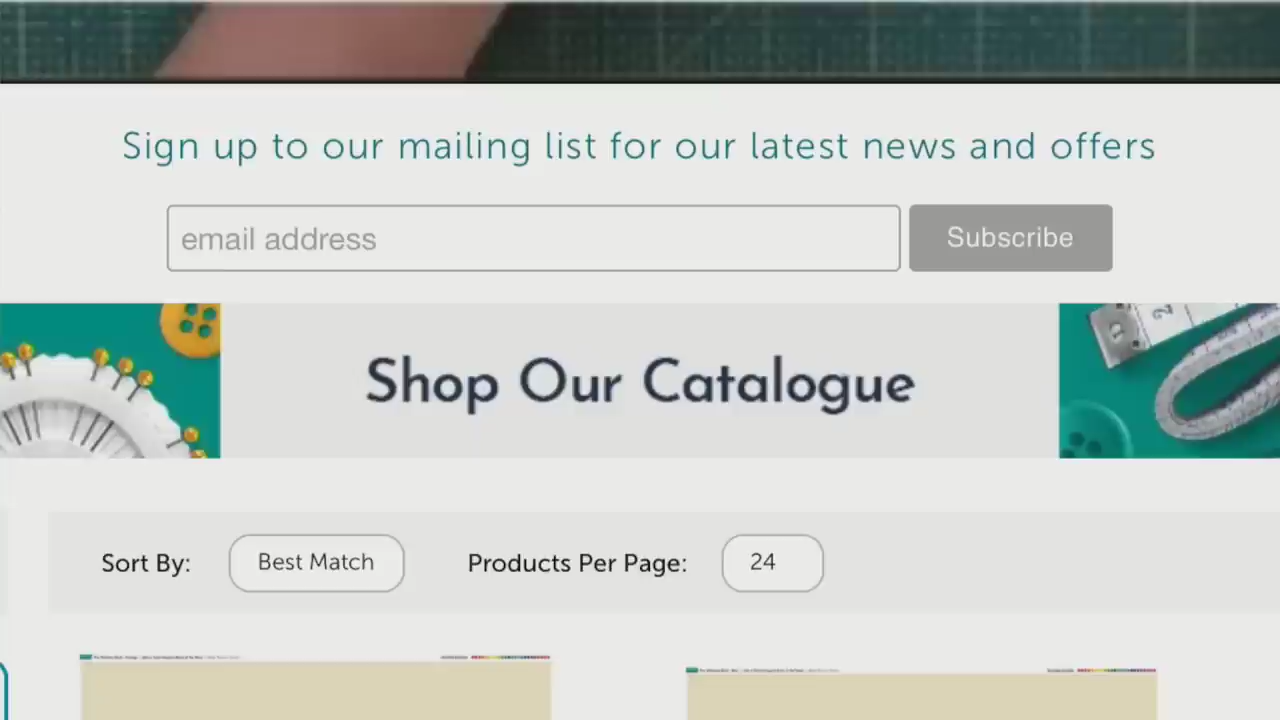 Sign up to our mailing list for our latest news and offers
email address Subscribe
Shop Our Catalogue
Sort By: Best Match Products Per Page: 24